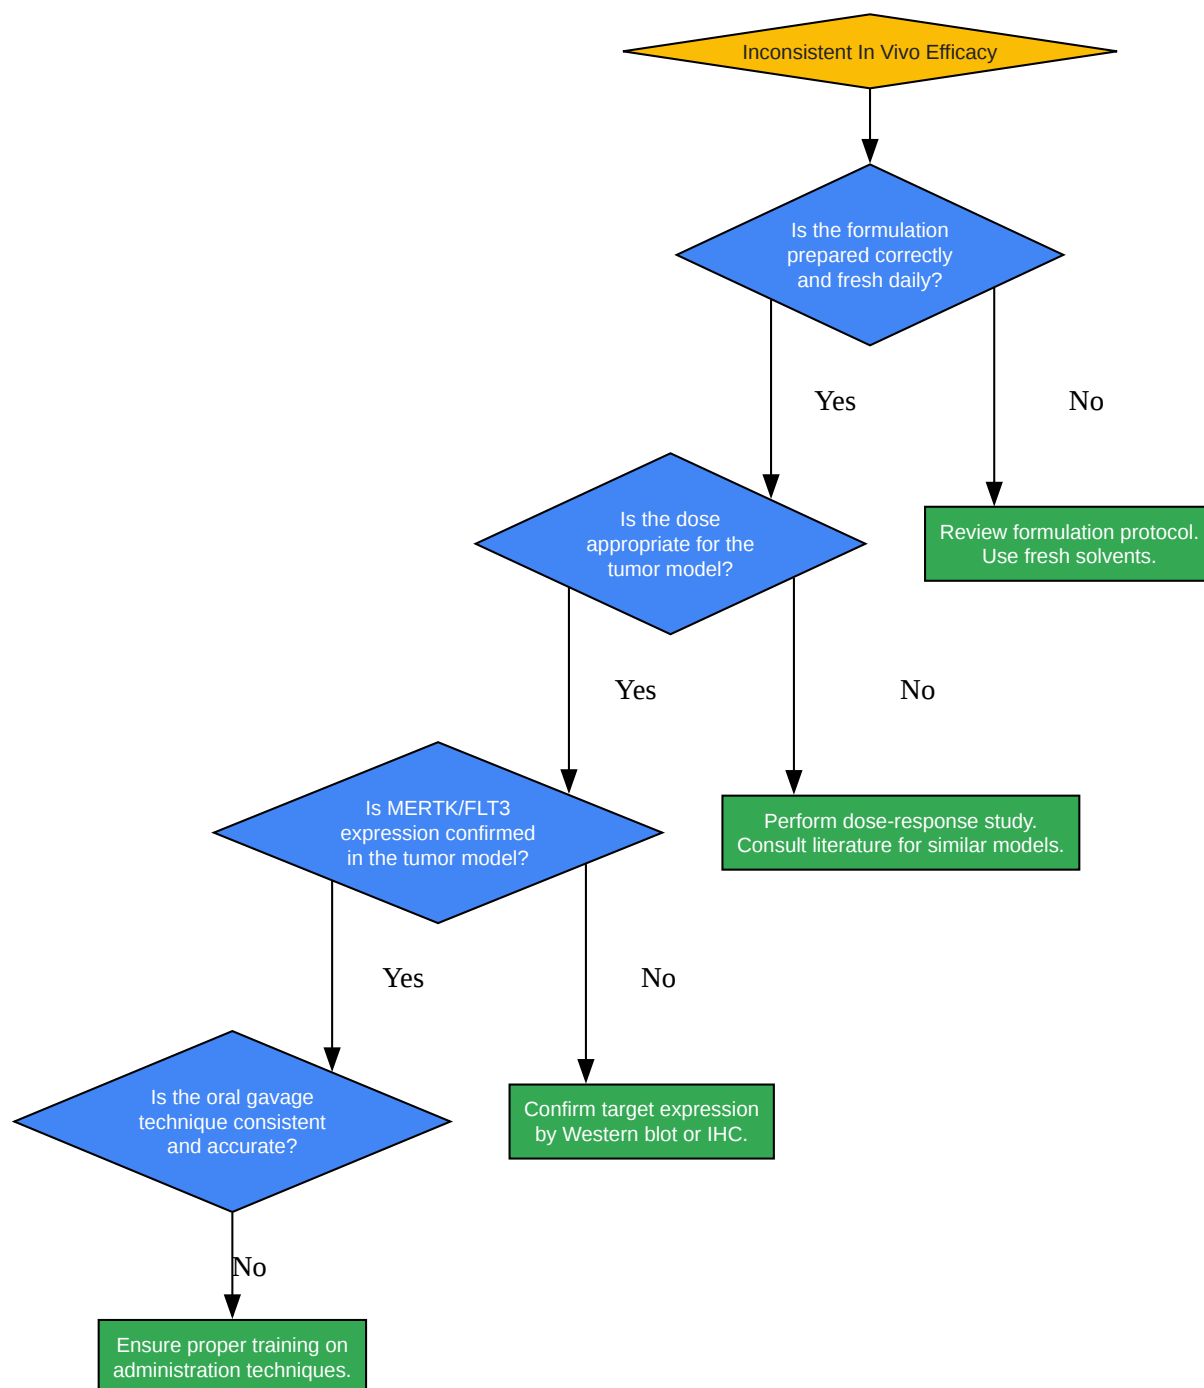 Inconsistent In Vivo Efficacy
Is the formulation
prepared correctly
and fresh daily?
Yes
No
Is the dose
appropriate for the
tumor model?
Review formulation protocol.
Use fresh solvents.
Yes
No
Is MERTK/FLT3
expression confirmed
in the tumor model?
Perform dose-response study.
Consult literature for similar models.
Yes
No
Is the oral gavage
technique consistent
and accurate?
Confirm target expression
by Western blot or IHC.
No
Ensure proper training on
administration techniques.